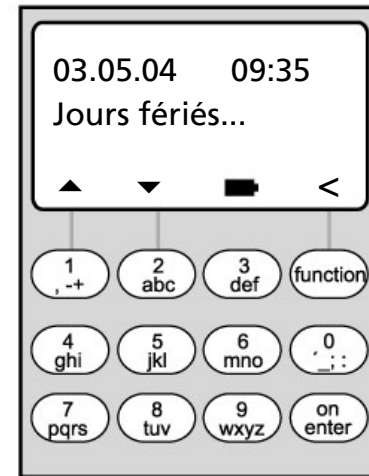 03.05.04 09:35
Jours fériés...
<
1 2 3 function
, -+ abc def
4 5 6 0
ghi jkl mno ´_;:
7 8 9 on
pqrs tuv wxyz enter